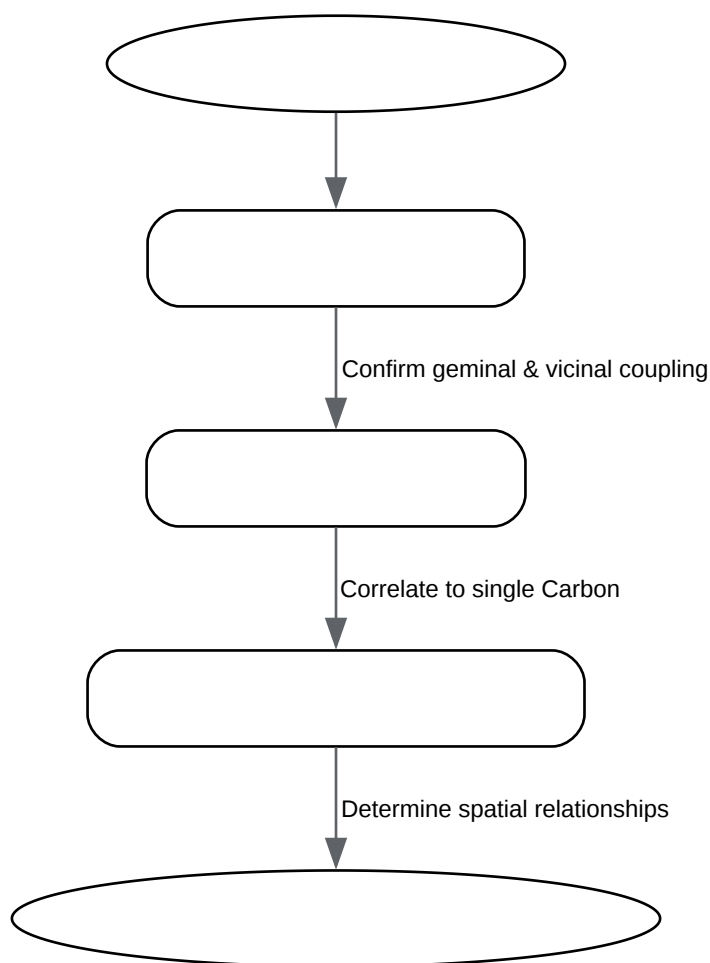 Confirm geminal & vicinal coupling
Correlate to single Carbon
Determine spatial relationships